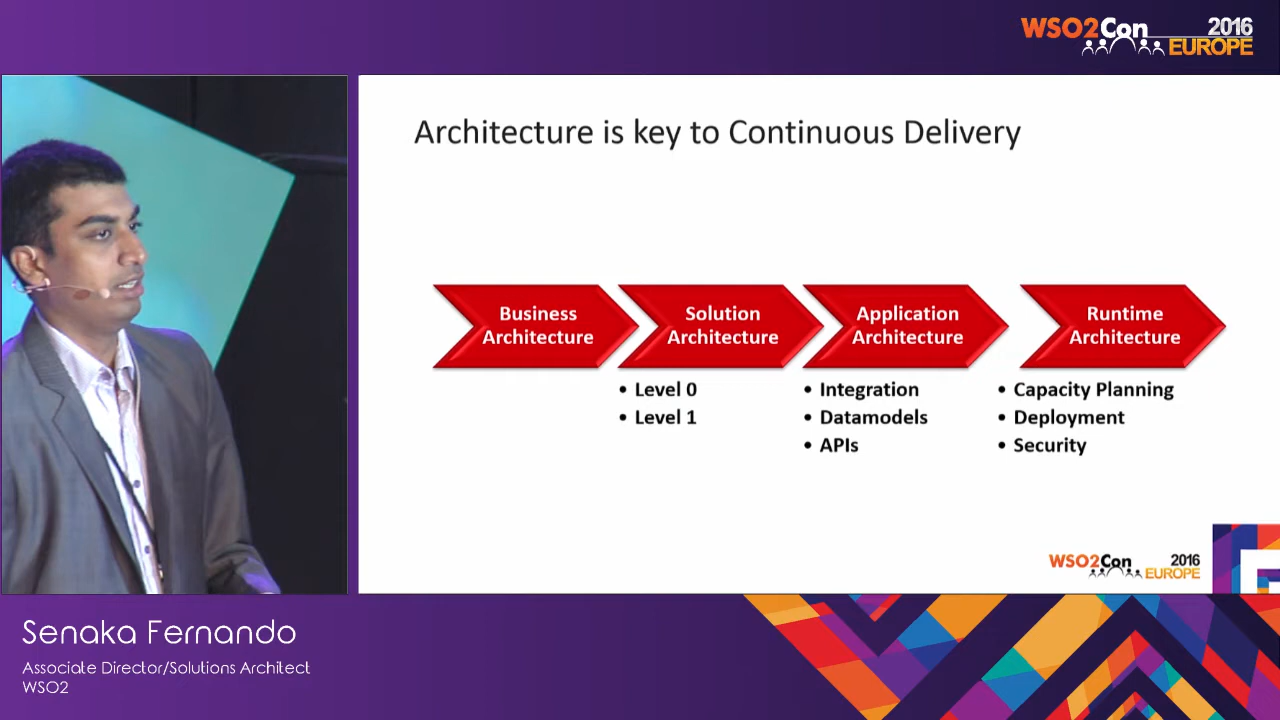 WSO2Con 2016
EUROPE
Architecture is key to Continuous Delivery
Business
Architecture
Solution
Architecture
• Level 0
• Level 1
Application
Architecture
• Integration
• Datamodels
• APIs
Runtime
Architecture
• Capacity Planning
• Deployment
• Security
WSO2Con 2016
EUROPE
Senaka Fernando
Associate Director/Solutions Architect
WSO2